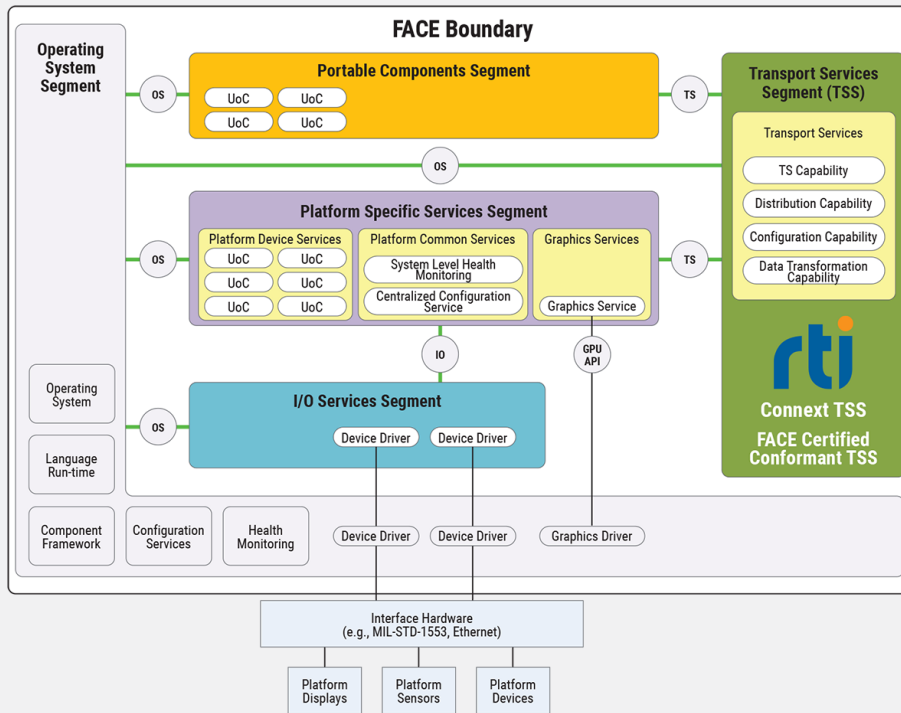 FACE Boundary
Operating
System
Segment
OS
Portable Components Segment
UoC
UoC
UoC
UoC
TS
Transport Services
Segment (TSS)
Transport Services
TS Capability
Distribution Capability
Configuration Capability
Data Transformation
Capability
rti
Connext TSS
FACE Certified
Conformant TSS
OS
OS
Platform Specific Services Segment
Platform Device Services
UoC
UoC
UoC
UoC
UoC
UoC
Platform Common Services
System Level Health
Monitoring
Centralized Configuration
Service
Graphics Services
Graphics Service
TS
IO
GPU
API
OS
I/O Services Segment
Device Driver
Device Driver
Operating
System
Language
Run-time
Component
Framework
Configuration
Services
Health
Monitoring
Device Driver
Device Driver
Graphics Driver
Interface Hardware
(e.g., MIL-STD-1553, Ethernet)
Platform
Displays
Platform
Sensors
Platform
Devices